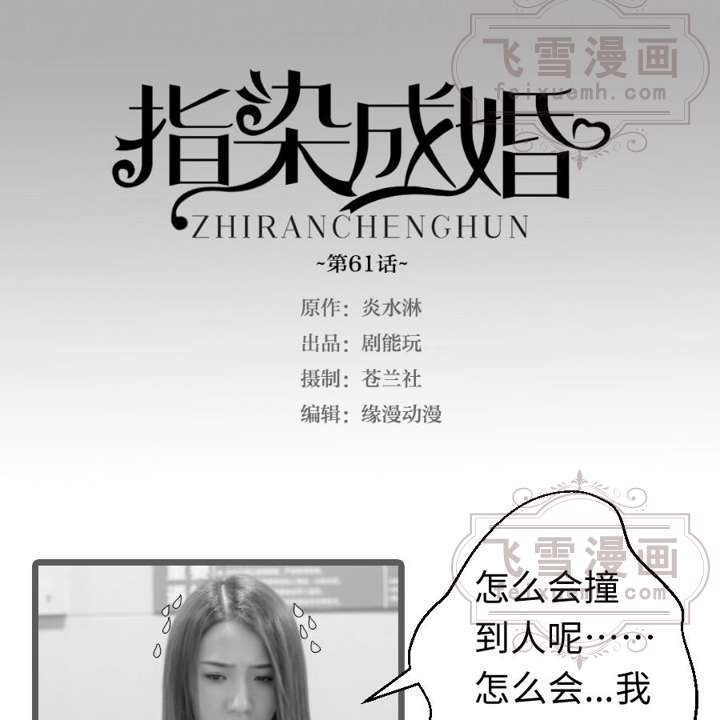 飞雪漫画
feixuemh.com
指染成婚
ZHIRANCHENGHUN
~第61话~
原作：炎水淋
出品：剧能玩
摄制：苍兰社
编辑：缘漫动漫
飞雪漫画
feixuemh.com
怎么会撞
到人呢……
怎么会...我